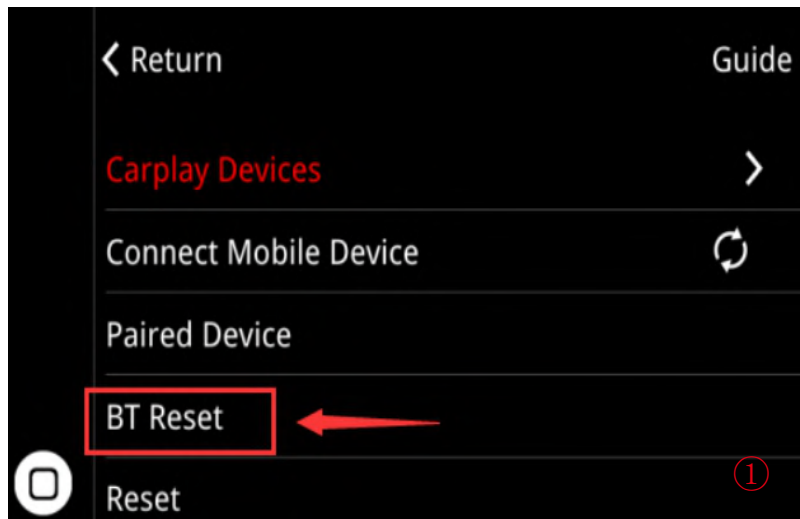 Return
Guide
Carplay Devices
Connect Mobile Device
Paired Device
BT Reset
①
Reset